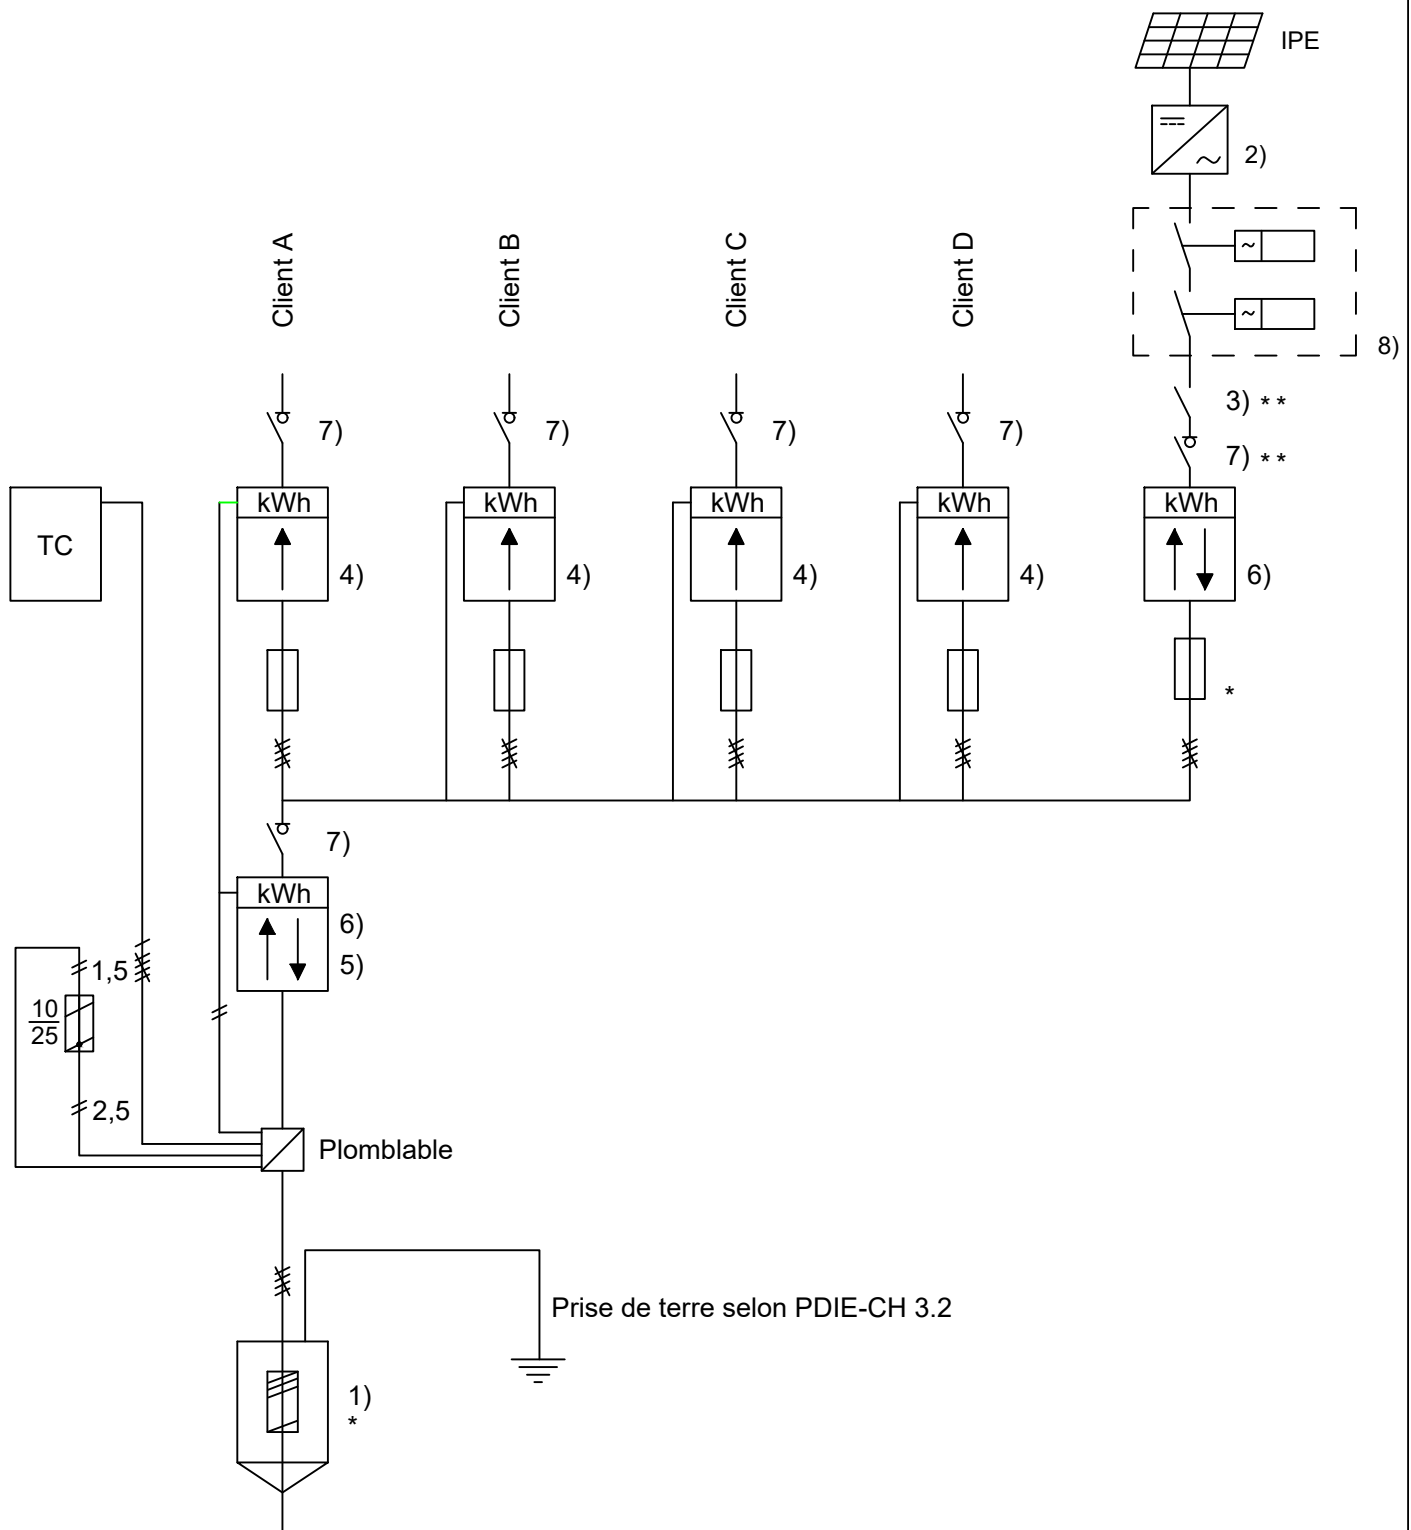 IPE
2)
Client A
Client B
Client C
Client D
~
~
8)
3) * *
7)
7)
7)
7)
7) * *
TC
kWh
kWh
kWh
kWh
kWh
4)
4)
4)
4)
6)
*
7)
kWh
6)
5)
1,5
10
25
2,5
Plomblable
Prise de terre selon PDIE-CH 3.2
1)
*